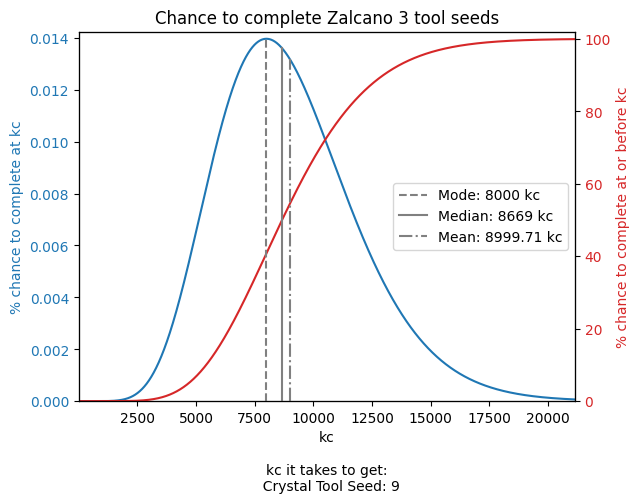 Chance to complete Zalcano 3 tool seeds
% chance to complete at kc
0.014
0.012
0.010
0.008
0.006
0.004
0.002
0.000
Mode: 8000 kc
Median: 8669 kc
Mean: 8999.71 kc
100
80
60
40
20
0
% chance to complete at or before kc
2500 5000 7500 10000 12500 15000 17500 20000
kc
kc it takes to get:
Crystal Tool Seed: 9